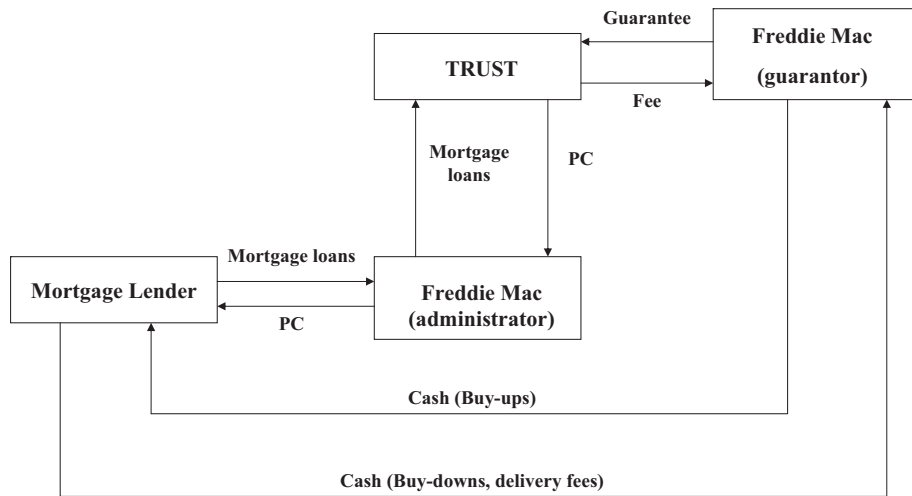 Guarantee
Freddie Mac
(guarantor)
TRUST
Fee
Mortgage
loans
PC
Mortgage loans
Mortgage Lender
Freddie Mac
(administrator)
PC
Cash (Buy-ups)
Cash (Buy-downs, delivery fees)